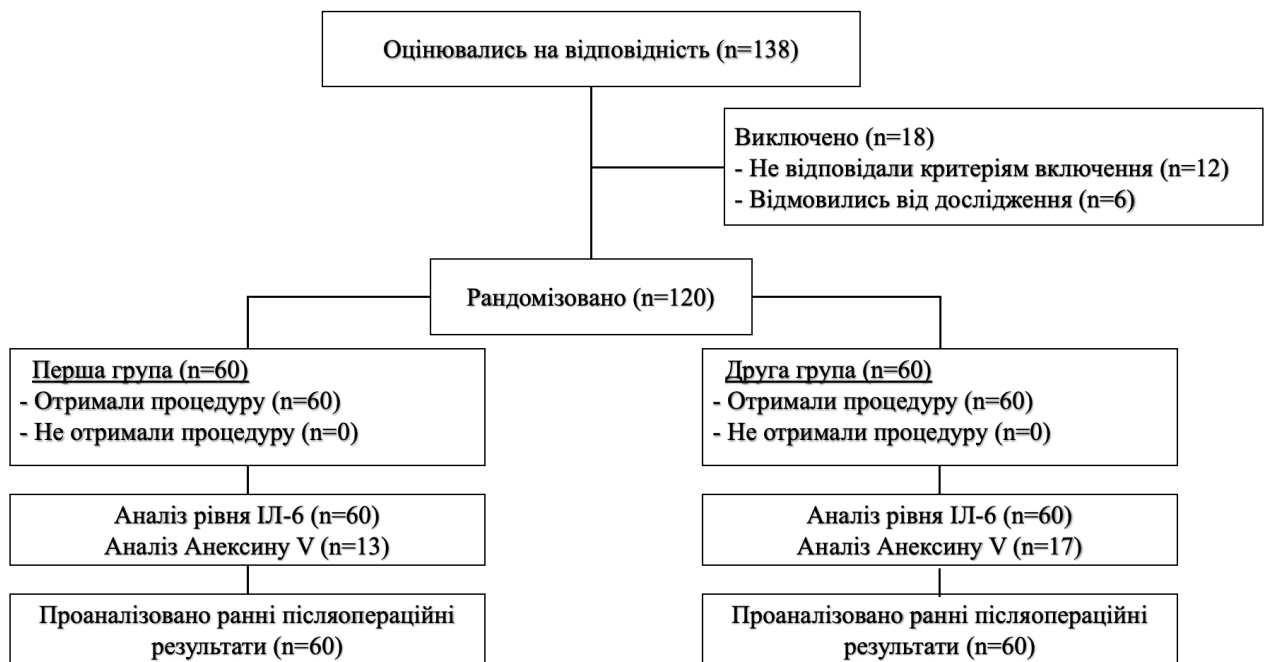 Оцінювались на відповідність (n=138)
Виключено (n=18)
- Не відповідали критеріям включення (n=12)
- Відмовились від дослідження (n=6)
Рандомізовано (n=120)
Перша група (n=60)
- Отримали процедуру (n=60)
- Не отримали процедуру (n=0)
Друга група (n=60)
- Отримали процедуру (n=60)
- Не отримали процедуру (n=0)
Аналіз рівня ІЛ-6 (n=60)
Аналіз Анексину V (n=13)
Аналіз рівня ІЛ-6 (n=60)
Аналіз Анексину V (n=17)
Проаналізовано ранні післяопераційні
результати (n=60)
Проаналізовано ранні післяопераційні
результати (n=60)